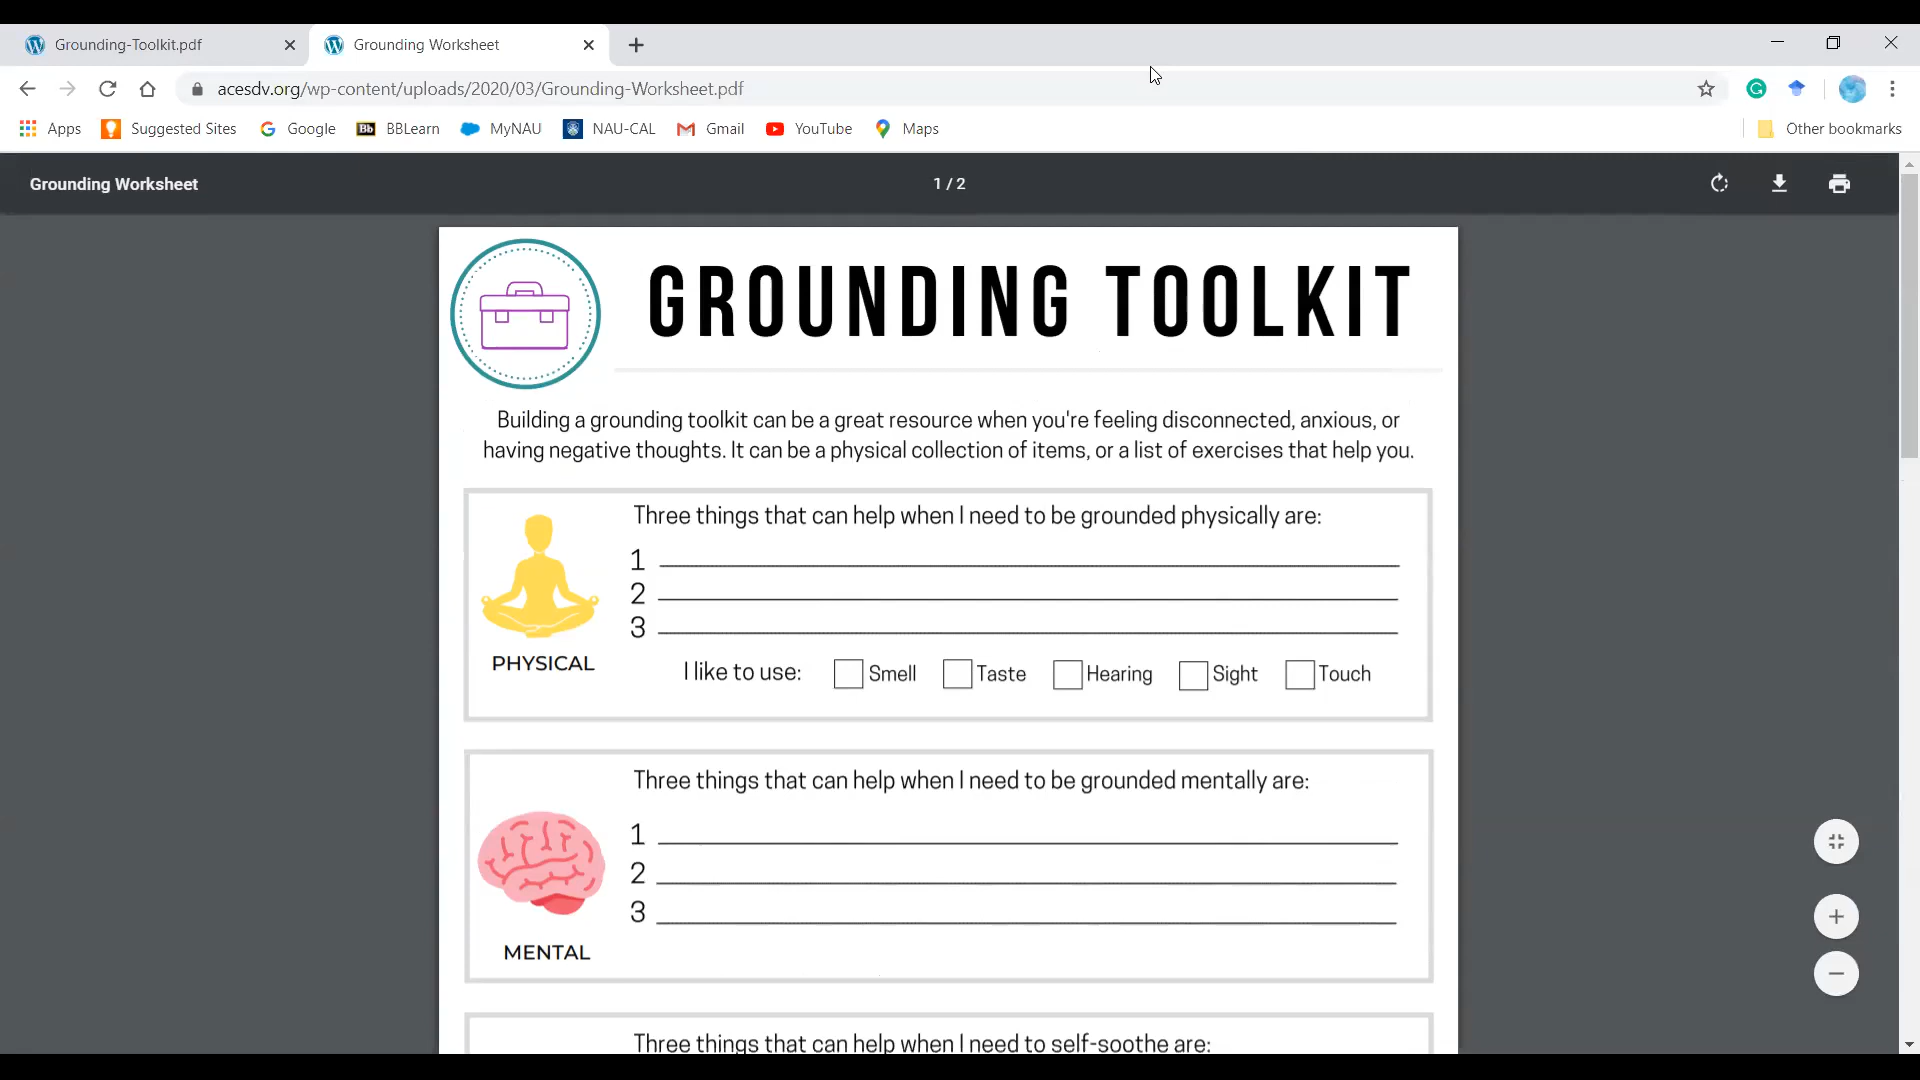 Grounding-Toolkit.pdf
Grounding Worksheet
acesdv.org/wp-content/uploads/2020/03/Grounding-Worksheet.pdf
Apps Suggested Sites Google BBLearn MyNAU NAU-CAL Gmail YouTube Maps Other bookmarks
Grounding Worksheet 1 / 2
GROUNDING TOOLKIT
Building a grounding toolkit can be a great resource when you're feeling disconnected, anxious, or
having negative thoughts. It can be a physical collection of items, or a list of exercises that help you.
Three things that can help when I need to be grounded physically are:
1
2
3
PHYSICAL
I like to use: Smell Taste Hearing Sight Touch
Three things that can help when I need to be grounded mentally are:
1
2
3
MENTAL
Three things that can help when I need to self-soothe are: